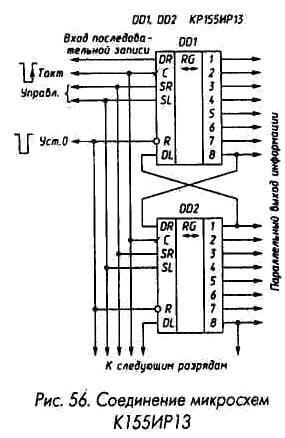 DD1, DD2 КР155ИР13
Вход последова-
тельной записи
DD1
Такт
Управл.
Уст.0
DR RG 1
C 2
SR 3
SL 4
5
6
R 7
DL 8
DD2
DR RG 1
C 2
SR 3
SL 4
5
6
R 7
DL 8
Параллельный выход информации
К следующим разрядам
Рис. 56. Соединение микросхем
К155ИР13